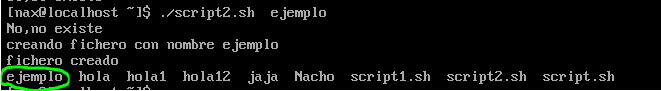 [nax@localhost ~]$ ./script2.sh  ejemplo
No,no existe
creando fichero con nombre ejemplo
fichero creado
ejemplo  hola  hola1  hola12  jaja  Nacho  script1.sh  script2.sh  script.sh